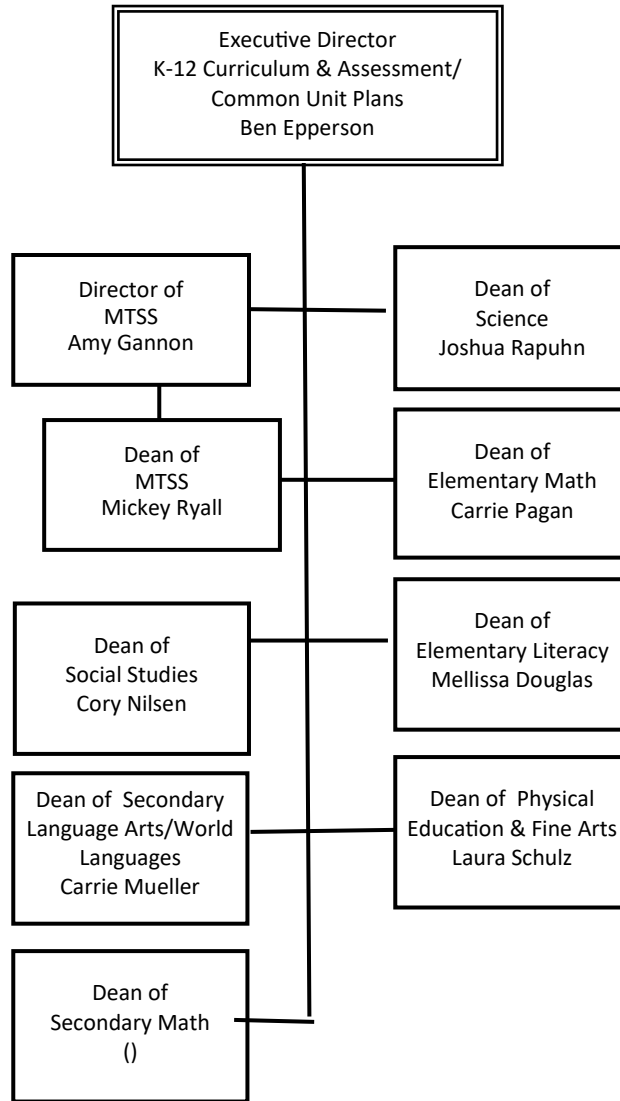 Executive Director
K-12 Curriculum & Assessment/
Common Unit Plans
Ben Epperson
Director of
MTSS
Amy Gannon
Dean of
Science
Joshua Rapuhn
Dean of
MTSS
Mickey Ryall
Dean of
Elementary Math
Carrie Pagan
Dean of
Social Studies
Cory Nilsen
Dean of
Elementary Literacy
Mellissa Douglas
Dean of Secondary
Language Arts/World
Languages
Carrie Mueller
Dean of Physical
Education & Fine Arts
Laura Schulz
Dean of
Secondary Math
()